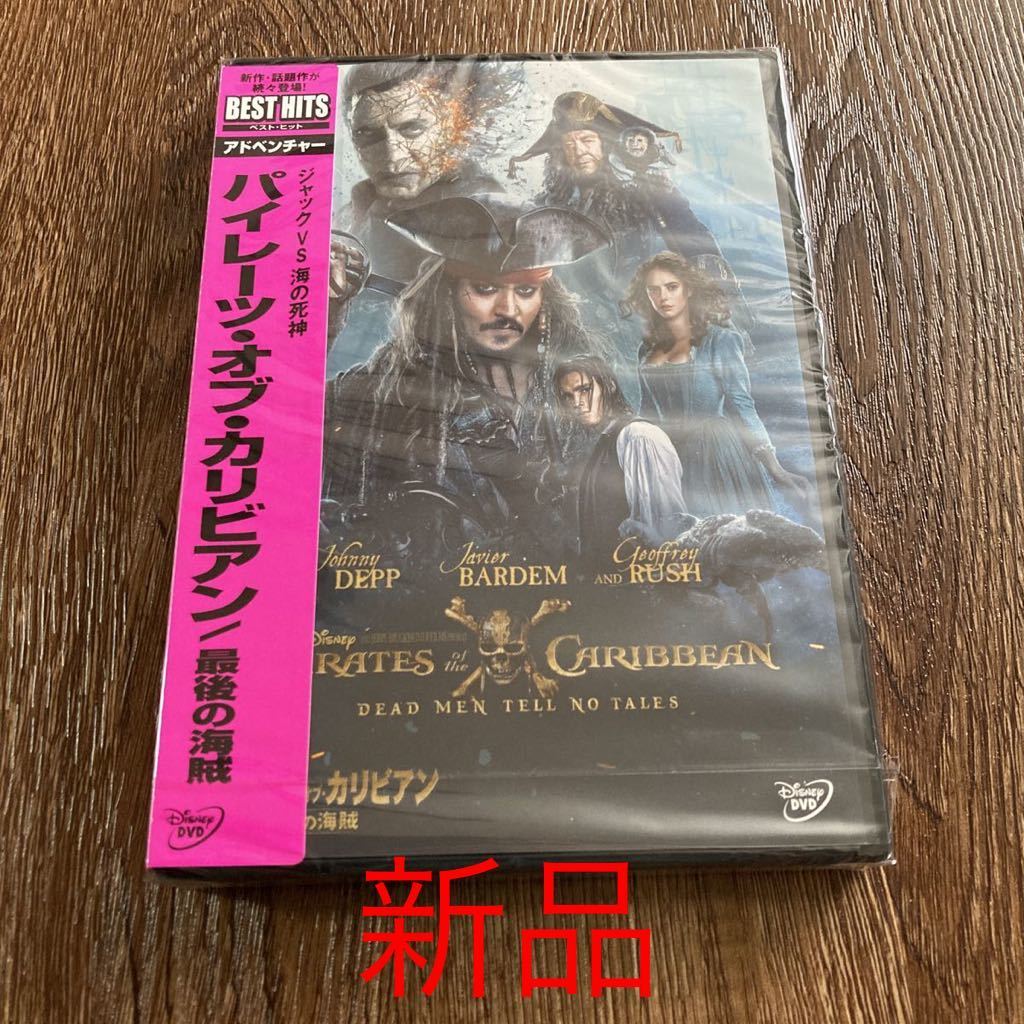 新作・話題作が
続々登場!
BEST HITS
ベスト・ヒット
アドベンチャー
ジャック VS 海の死神
パイレーツ・オブ・カリビアン/最後の海賊
Disney
DVD
Johnny DEPP
Javier BARDEM
AND Geoffrey RUSH
Disney
RATES of the CARIBBEAN
DEAD MEN TELL NO TALES
ブ・カリビアン
の海賊
Disney
DVD
新品